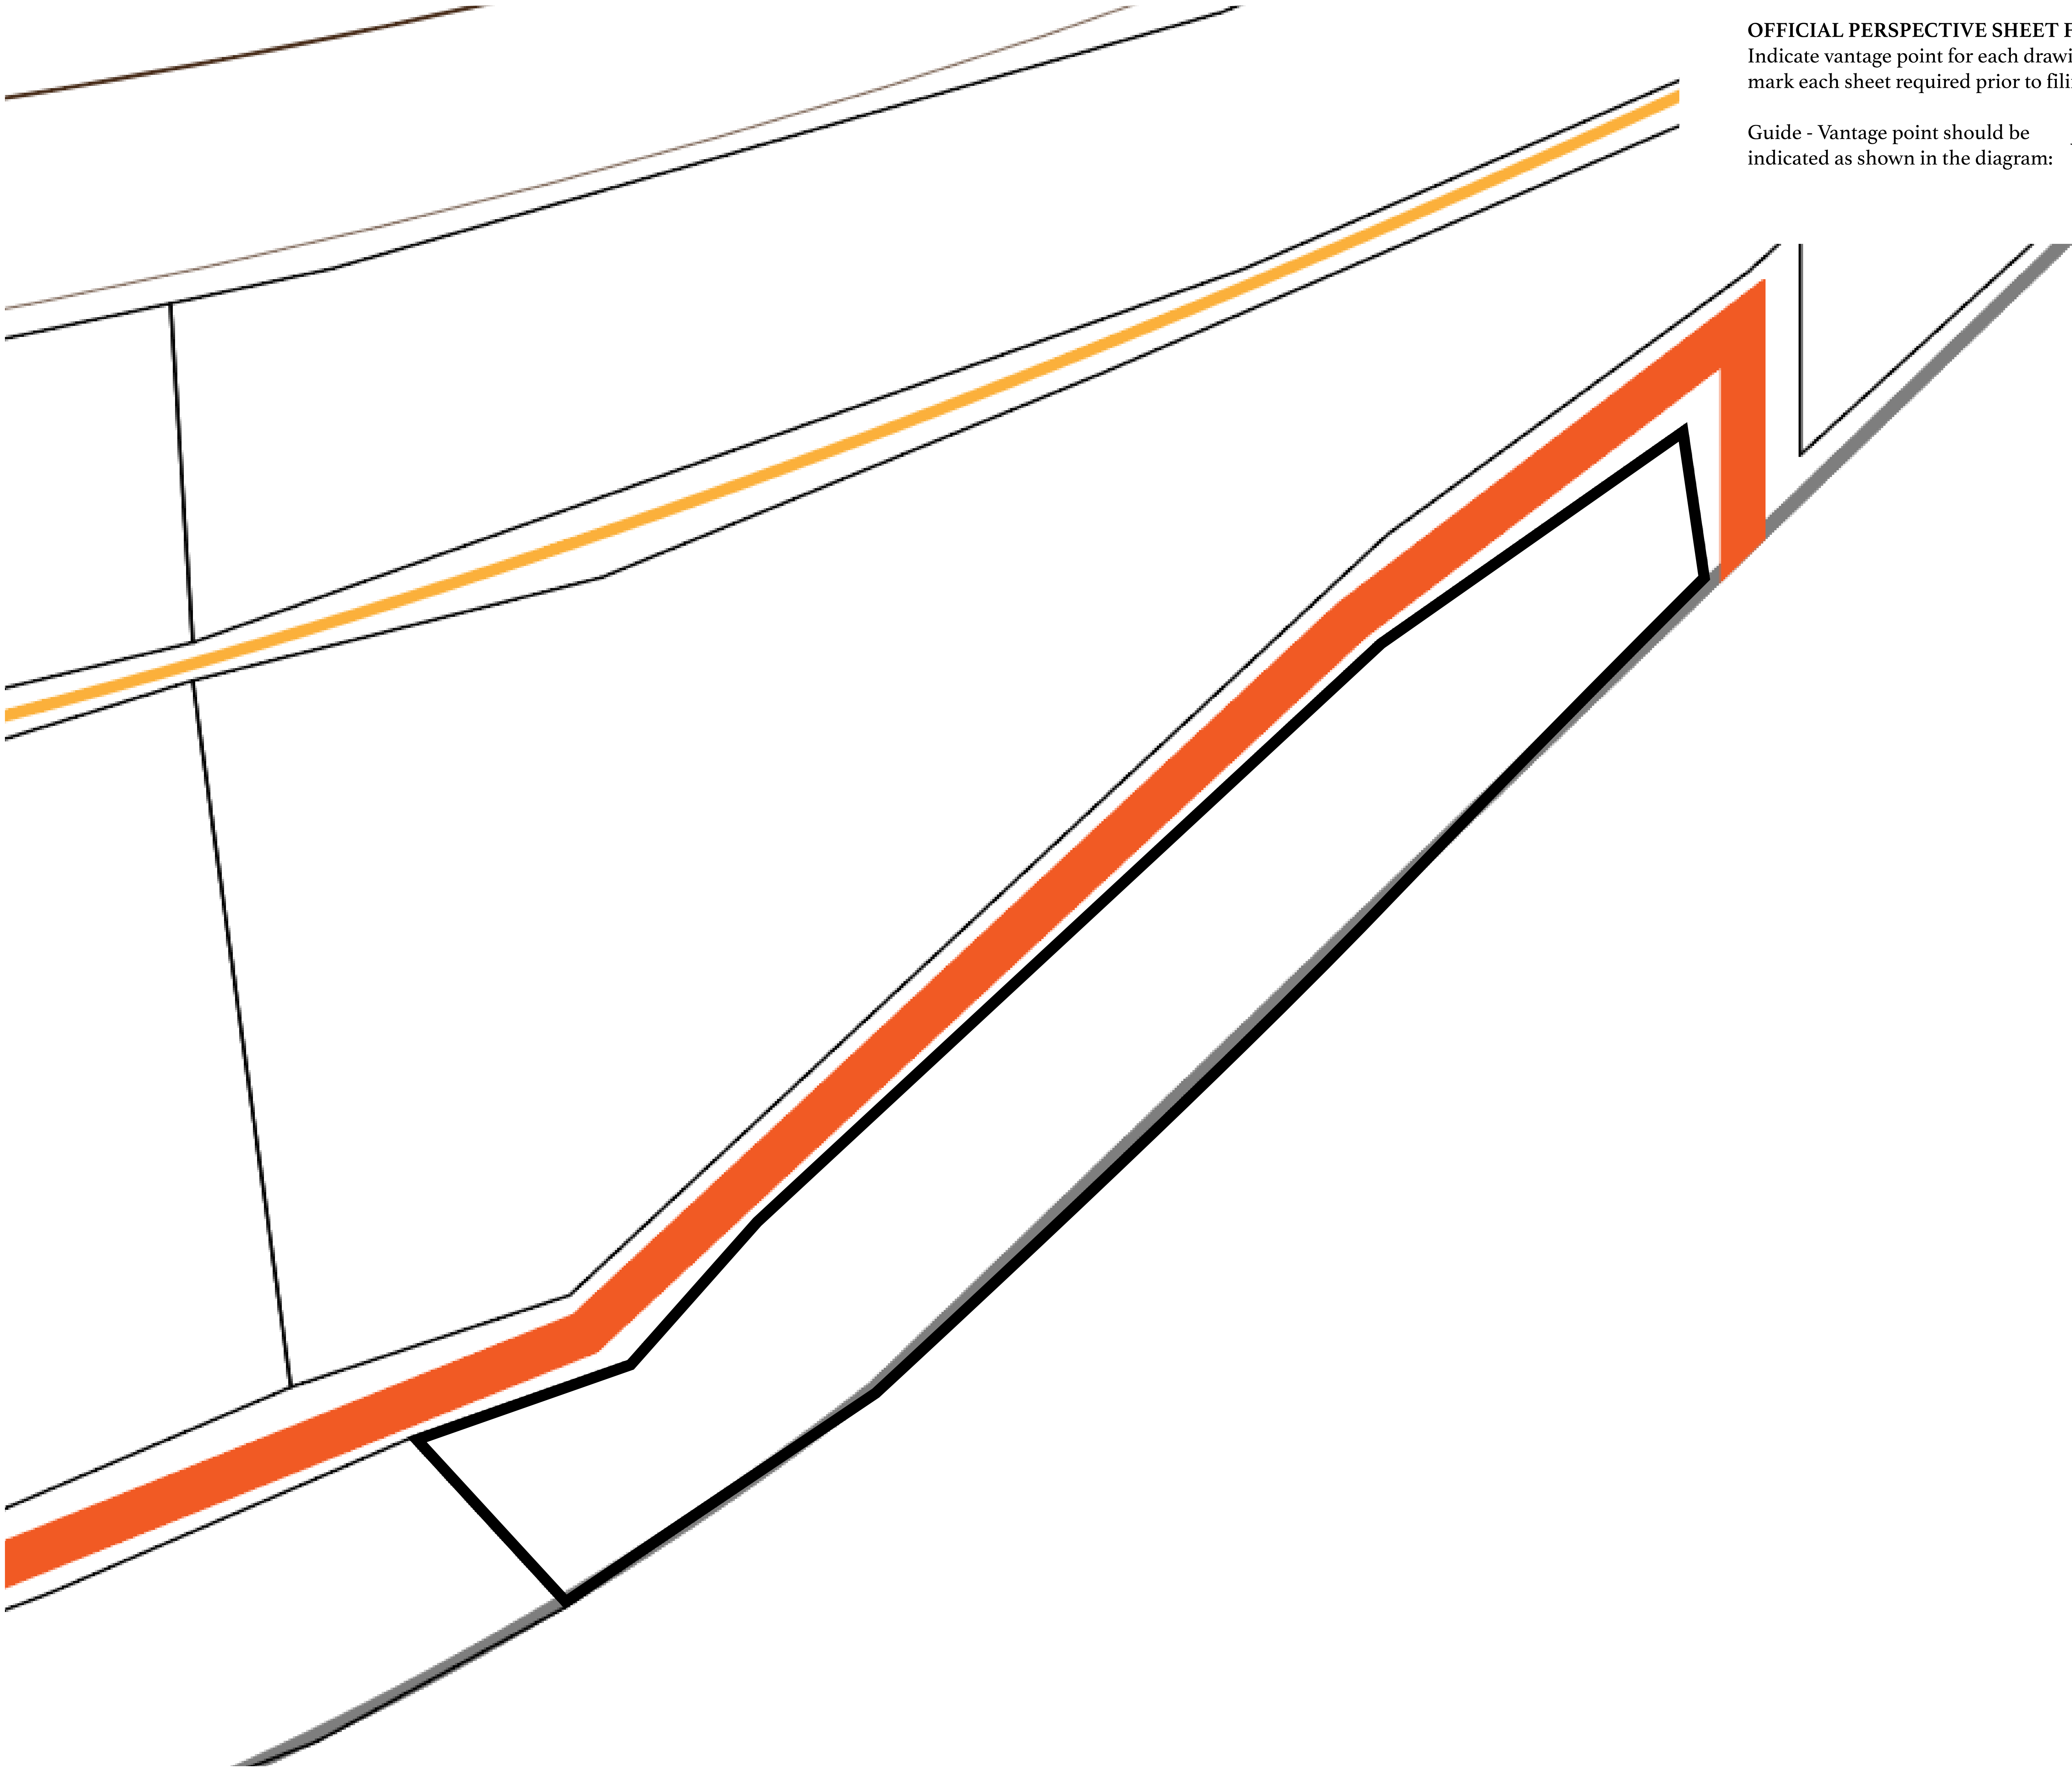 OFFICIAL PERSPECTIVE SHEET
Indicate vantage point for each
mark each sheet required prior to
Guide - Vantage point should be
indicated as shown in the diagram: